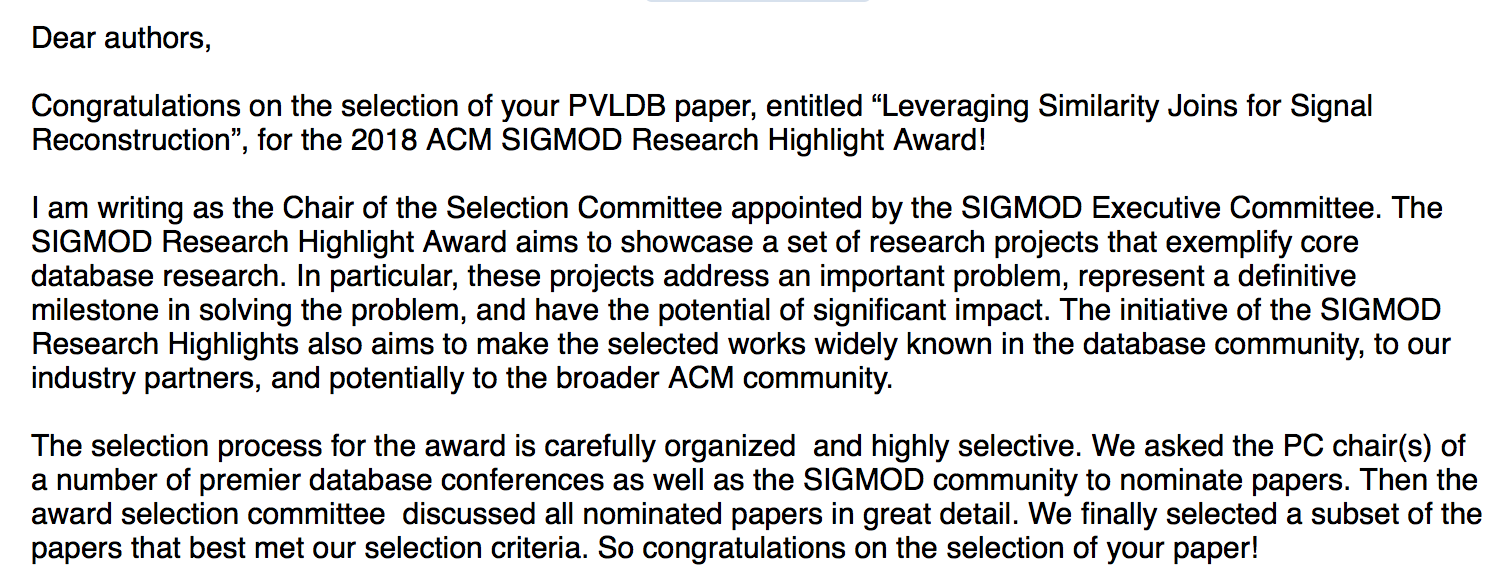 Dear authors,
Congratulations on the selection of your PVLDB paper, entitled “Leveraging Similarity Joins for Signal
Reconstruction”, for the 2018 ACM SIGMOD Research Highlight Award!
I am writing as the Chair of the Selection Committee appointed by the SIGMOD Executive Committee. The
SIGMOD Research Highlight Award aims to showcase a set of research projects that exemplify core
database research. In particular, these projects address an important problem, represent a definitive
milestone in solving the problem, and have the potential of significant impact. The initiative of the SIGMOD
Research Highlights also aims to make the selected works widely known in the database community, to our
industry partners, and potentially to the broader ACM community.
The selection process for the award is carefully organized  and highly selective. We asked the PC chair(s) of
a number of premier database conferences as well as the SIGMOD community to nominate papers. Then the
award selection committee  discussed all nominated papers in great detail. We finally selected a subset of the
papers that best met our selection criteria. So congratulations on the selection of your paper!